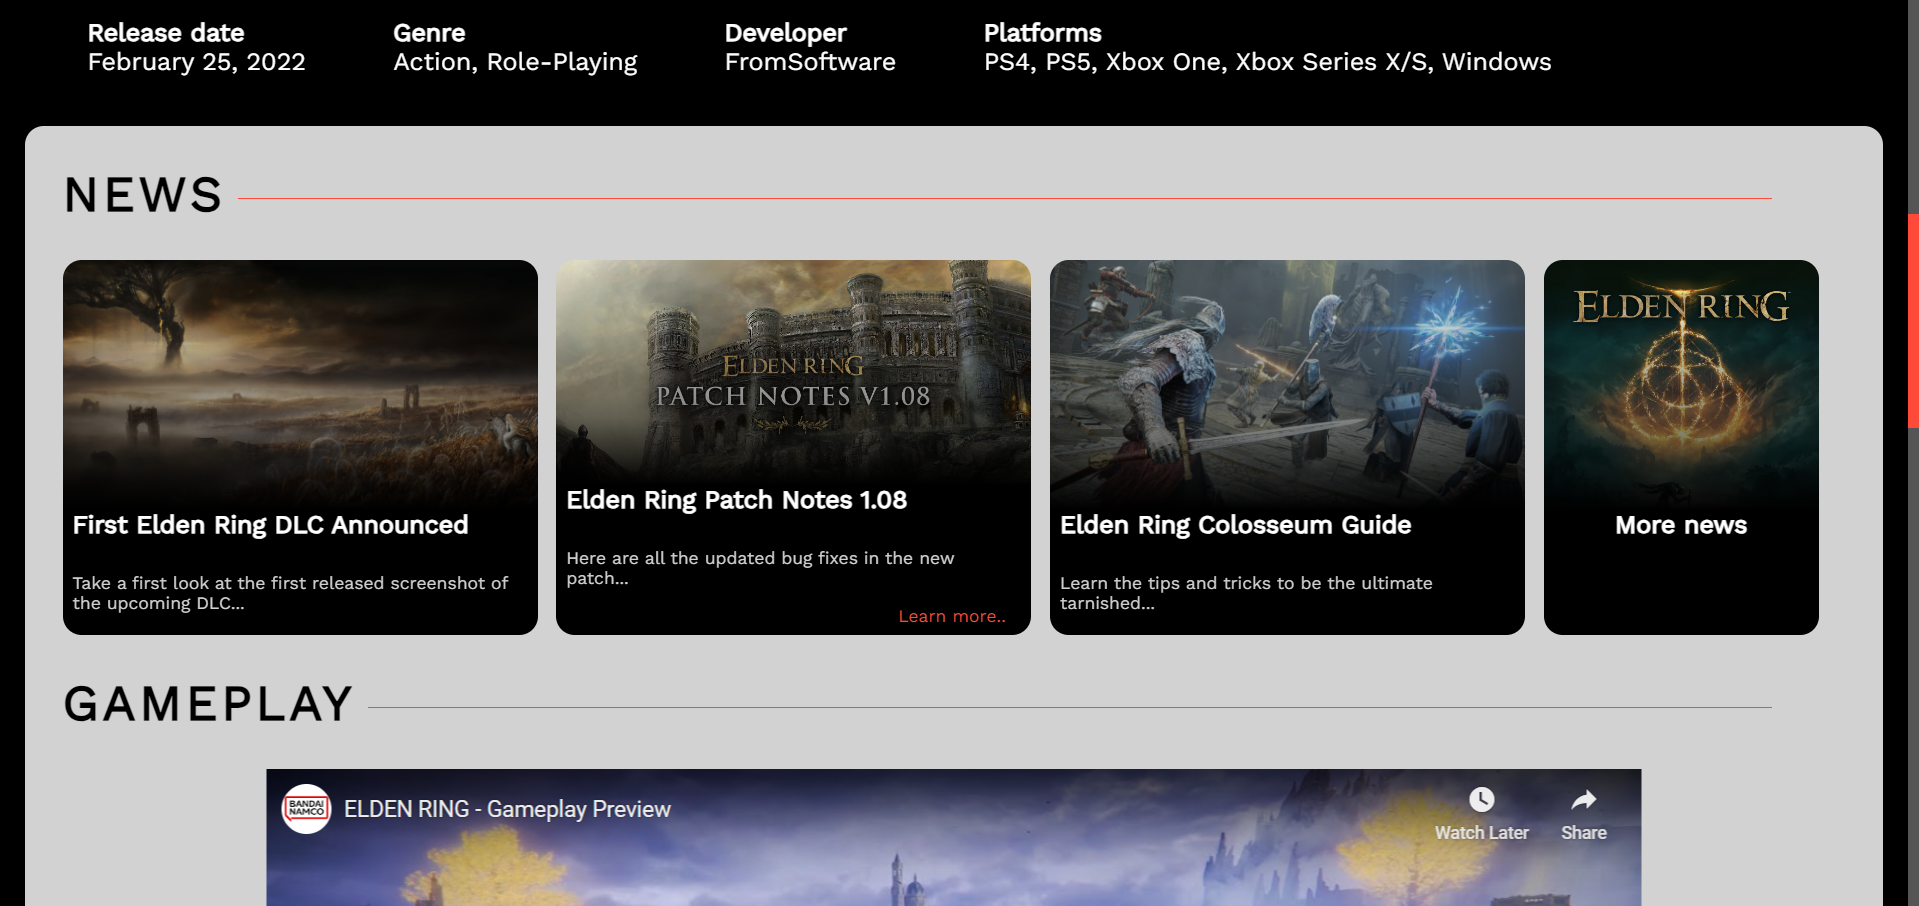 Release date
February 25, 2022
Genre
Action, Role-Playing
Developer
FromSoftware
Platforms
PS4, PS5, Xbox One, Xbox Series X/S, Windows
NEWS
First Elden Ring DLC Announced
Take a first look at the first released screenshot of
the upcoming DLC...
ELDEN RING
PATCH NOTES V1.08
Elden Ring Patch Notes 1.08
Here are all the updated bug fixes in the new
patch...
Learn more..
Elden Ring Colosseum Guide
Learn the tips and tricks to be the ultimate
tarnished...
ELDEN RING
More news
GAMEPLAY
BANDAI
NAMCO
ELDEN RING - Gameplay Preview
Watch Later
Share